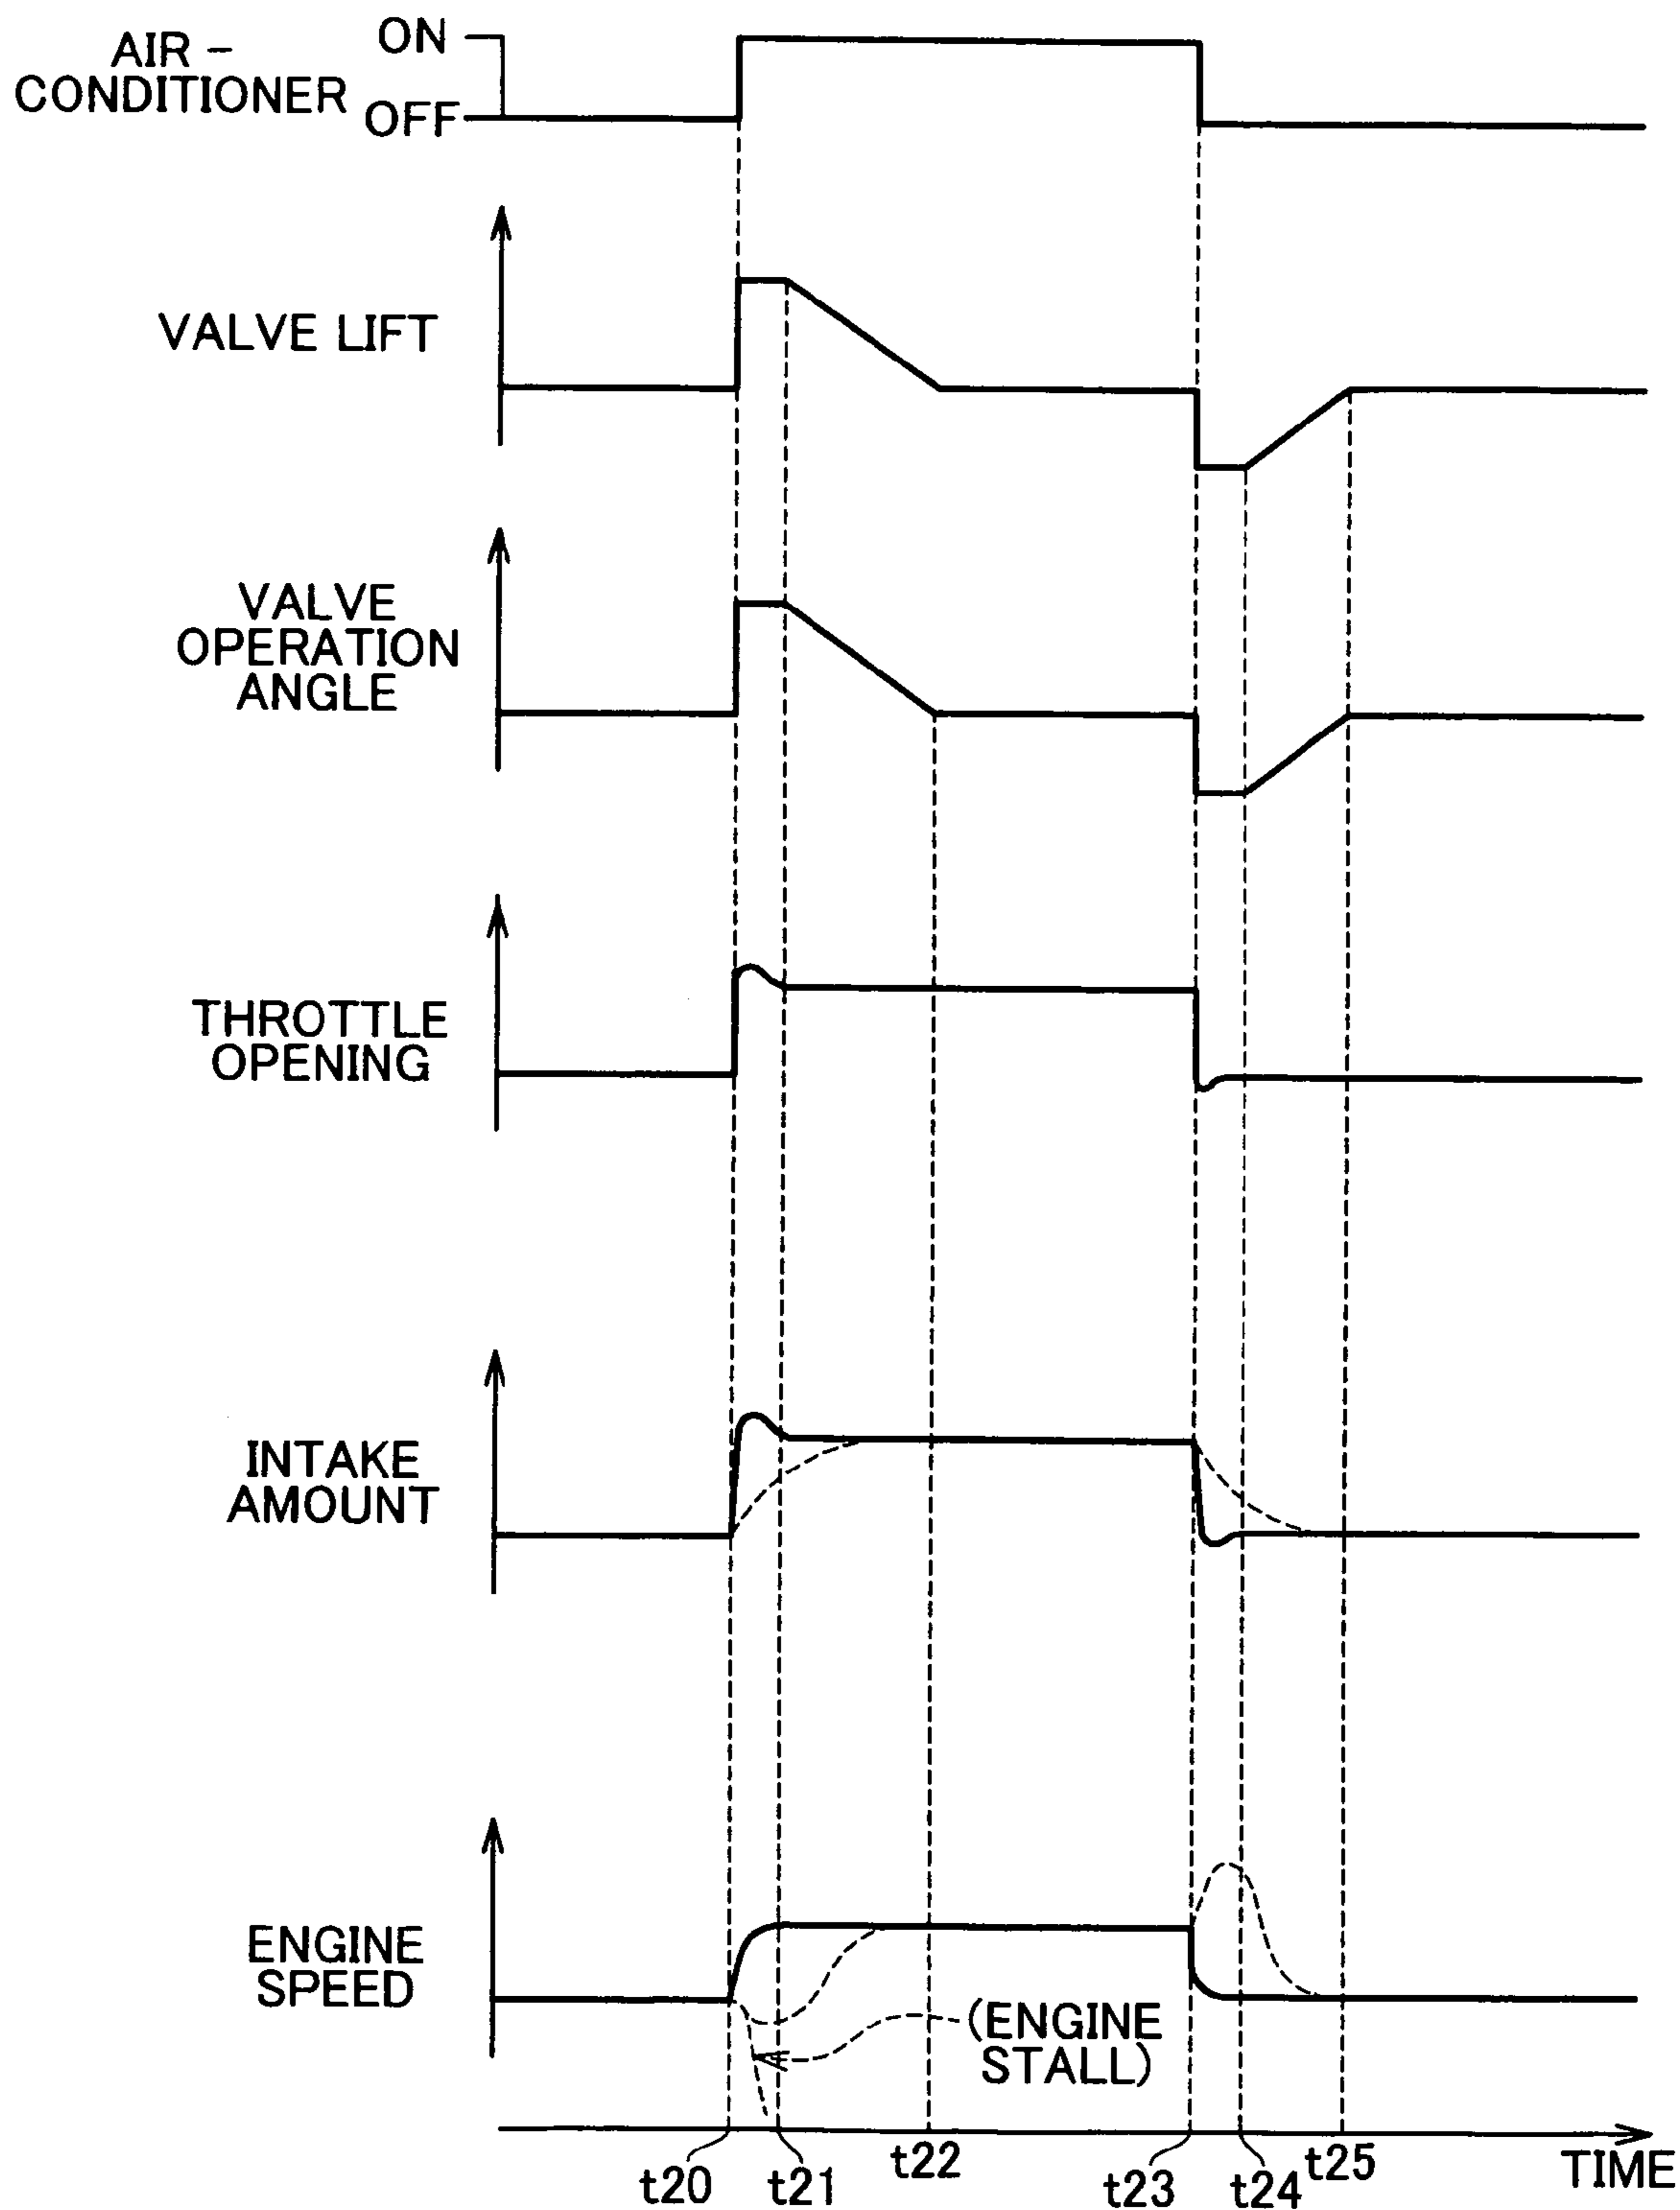 AIR –
CONDITIONER
ON
OFF
VALVE LIFT
VALVE
OPERATION
ANGLE
THROTTLE
OPENING
INTAKE
AMOUNT
ENGINE
SPEED
(ENGINE
STALL)
t20
t21
t22
t23
t24
t25
TIME